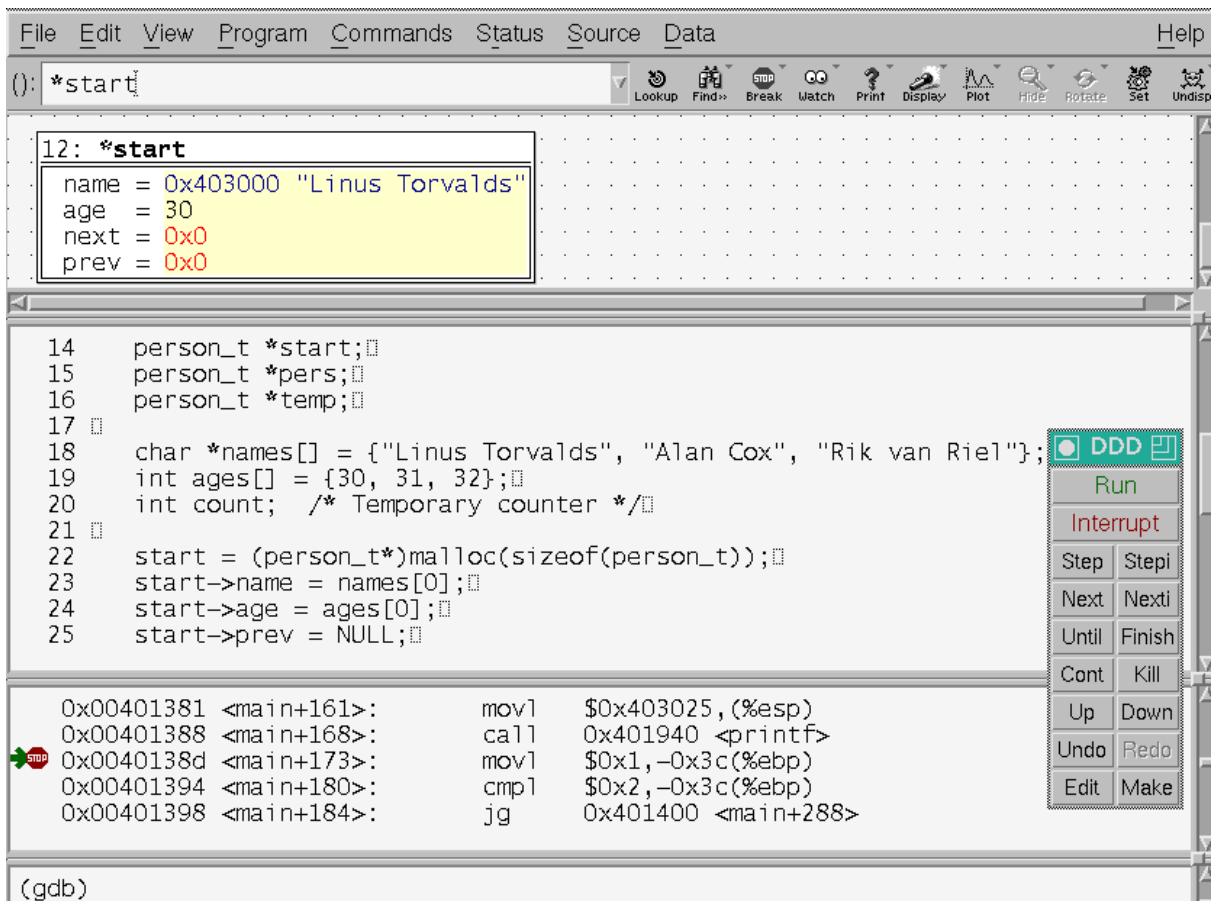 File Edit View Program Commands Status Source Data Help
(): *start
Lookup Find» Break Watch Print Display Plot Hide Rotate Set Undisp
12: *start
name = 0x403000 "Linus Torvalds"
age = 30
next = 0x0
prev = 0x0
14 person_t *start;
15 person_t *pers;
16 person_t *temp;
17
18 char *names[] = {"Linus Torvalds", "Alan Cox", "Rik van Riel"};
19 int ages[] = {30, 31, 32};
20 int count; /* Temporary counter */
21
22 start = (person_t*)malloc(sizeof(person_t));
23 start->name = names[0];
24 start->age = ages[0];
25 start->prev = NULL;
DDD
Run
Interrupt
Step Stepi
Next Nexti
Until Finish
Cont Kill
Up Down
Undo Redo
Edit Make
0x00401381 <main+161>: movl $0x403025,(%esp)
0x00401388 <main+168>: call 0x401940 <printf>
STOP 0x0040138d <main+173>: movl $0x1,-0x3c(%ebp)
0x00401394 <main+180>: cmpl $0x2,-0x3c(%ebp)
0x00401398 <main+184>: jg 0x401400 <main+288>
(gdb)